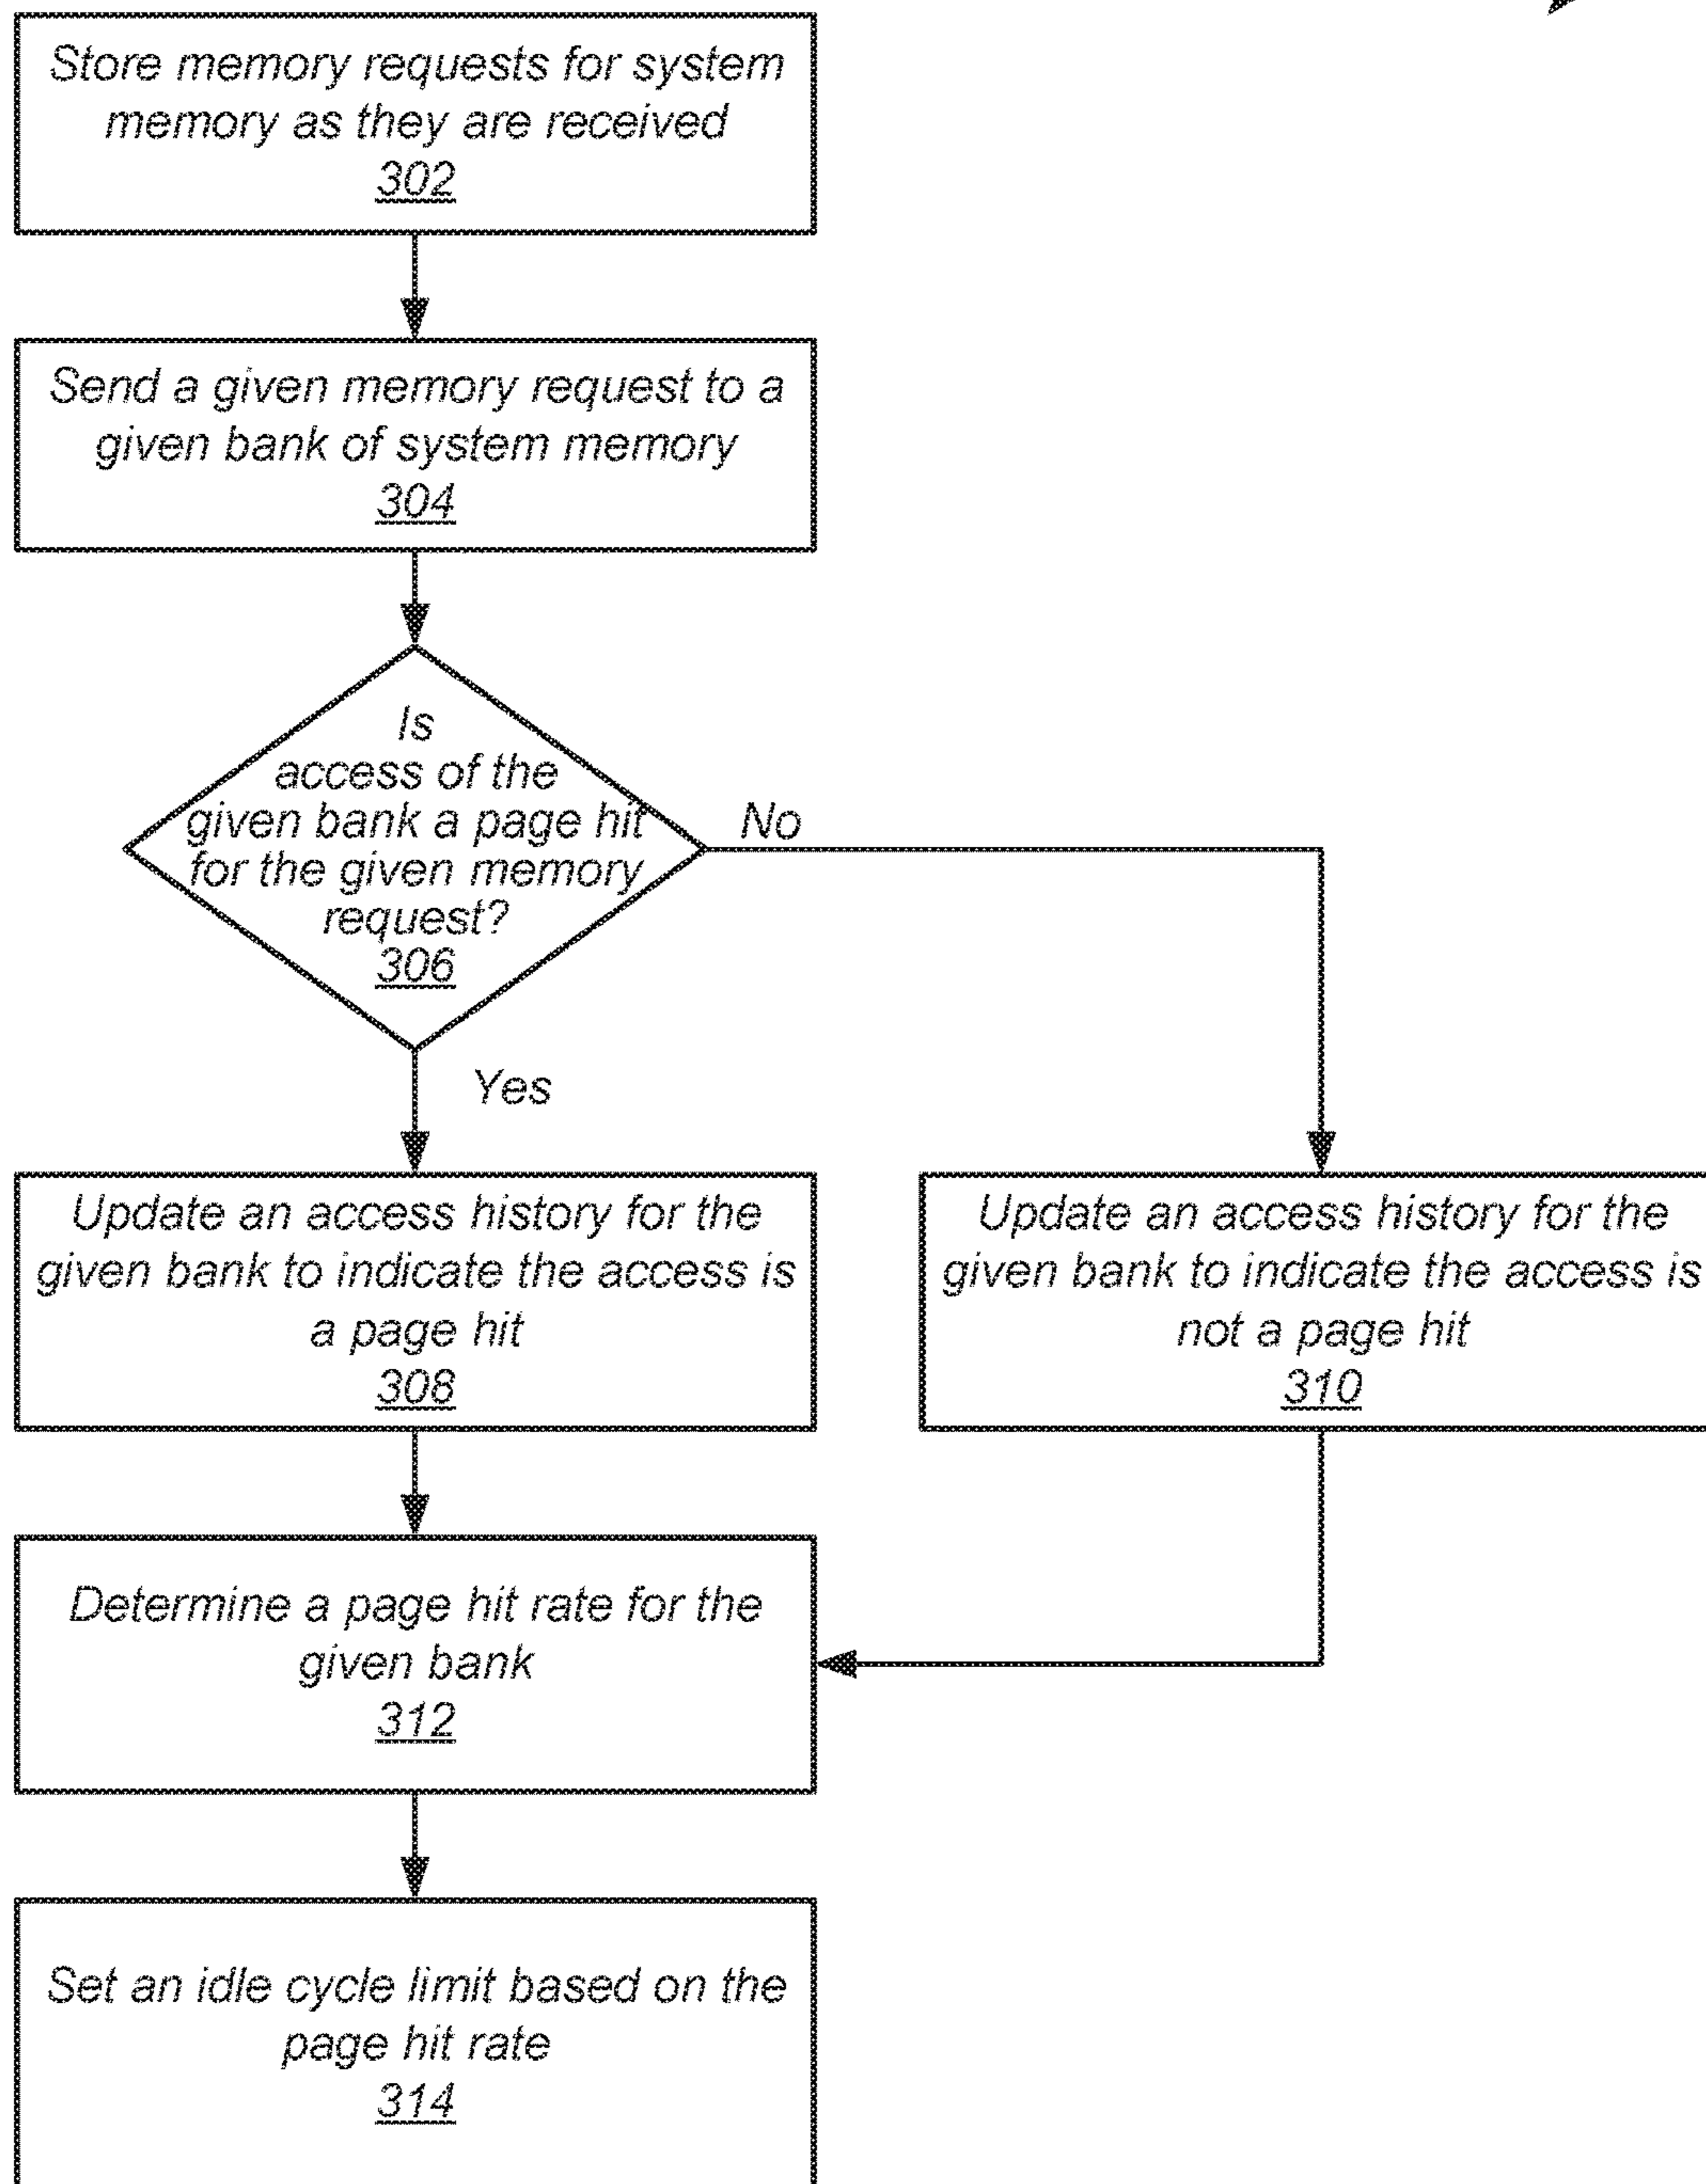 Store memory requests for system
memory as they are received
302
Send a given memory request to a
given bank of system memory
304
Is
access of the
given bank a page hit
for the given memory
request?
306
No
Yes
Update an access history for the
given bank to indicate the access is
a page hit
308
Update an access history for the
given bank to indicate the access is
not a page hit
310
Determine a page hit rate for the
given bank
312
Set an idle cycle limit based on the
page hit rate
314